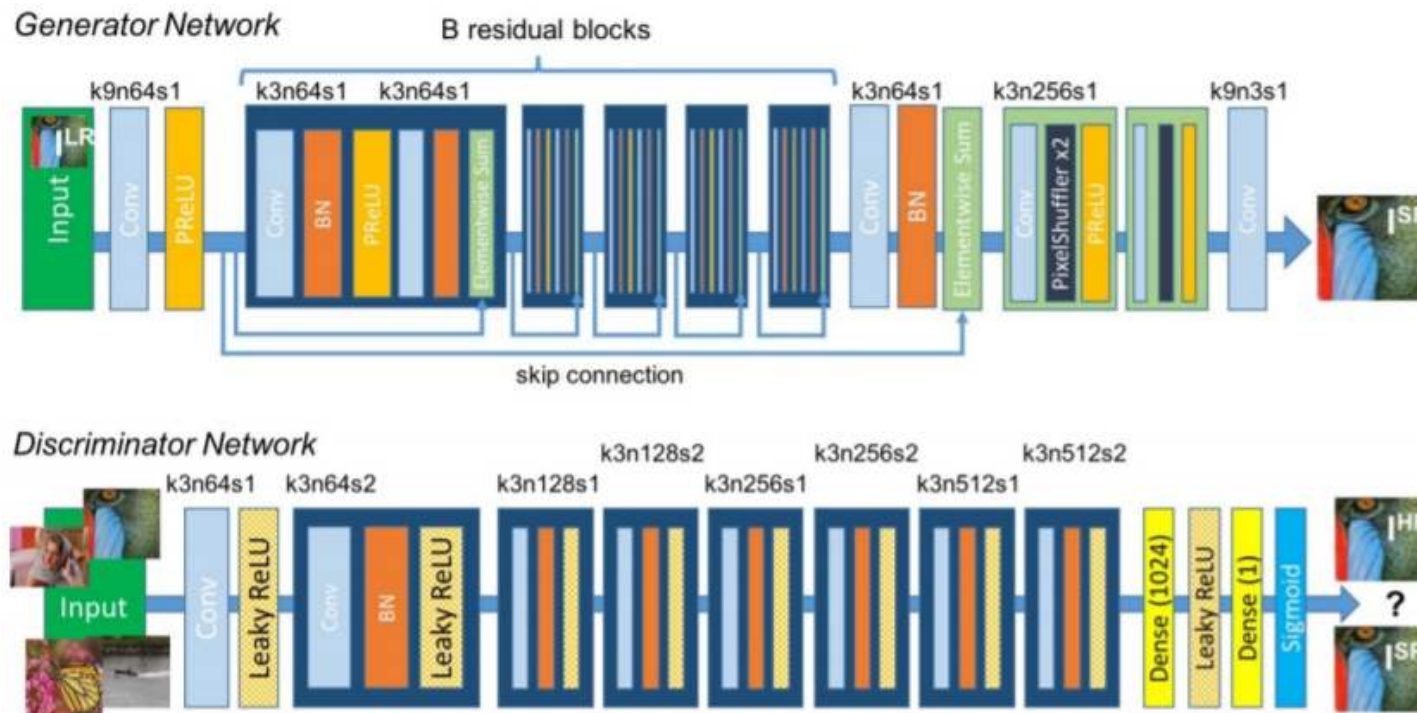 Generator Network
B residual blocks
k9n64s1
k3n64s1
k3n64s1
k3n64s1
k3n256s1
k9n3s1
I LR
Input
Conv
PReLU
Conv
BN
PReLU
Elementwise Sum
Conv
BN
Elementwise Sum
Conv
PixelShuffler x2
PReLU
Conv
skip connection
Discriminator Network
k3n128s2
k3n256s2
k3n512s2
k3n64s1
k3n64s2
k3n128s1
k3n256s1
k3n512s1
Input
Conv
Leaky ReLU
Conv
BN
Leaky ReLU
Dense (1024)
Leaky ReLU
Dense (1)
Sigmoid
?